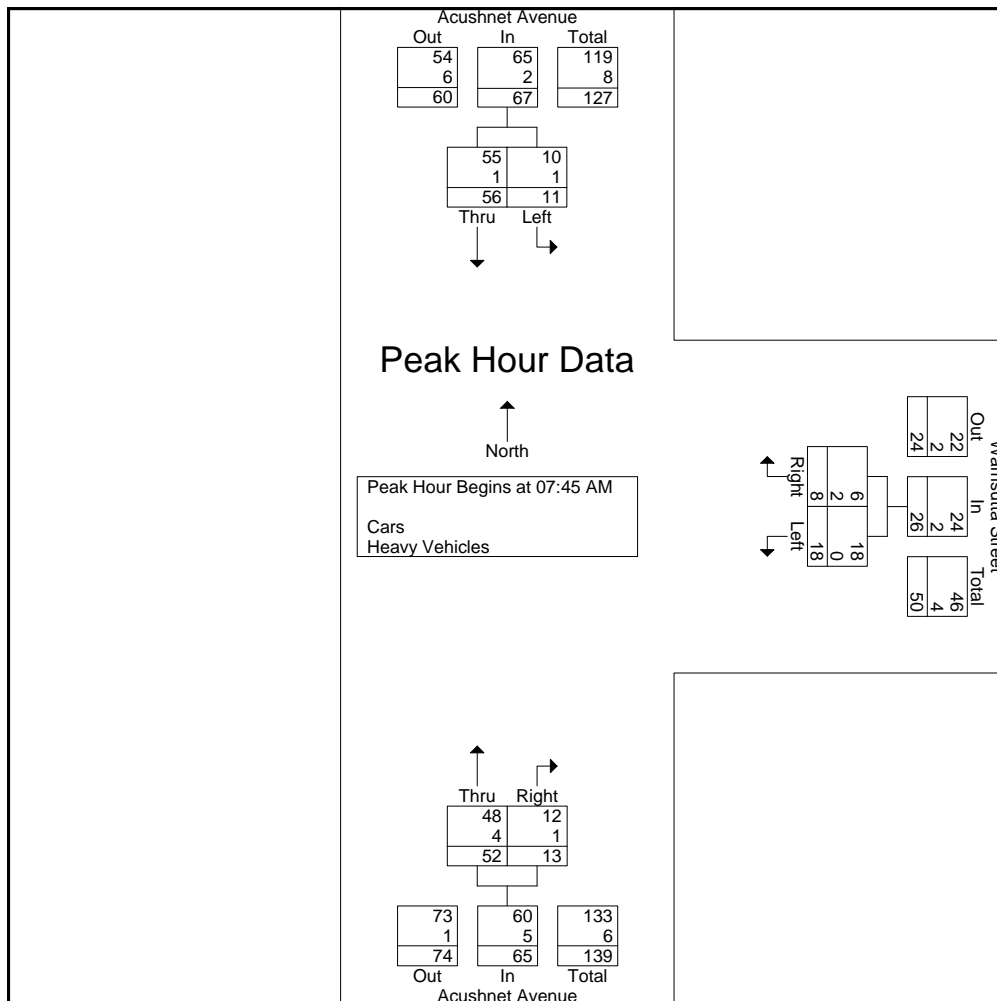 Acushnet Avenue
Out In Total
54 65 119
6 2 8
60 67 127
55 10
1 1
56 11
Thru Left
Peak Hour Data
North
Peak Hour Begins at 07:45 AM
Cars
Heavy Vehicles
Right Left
6 18
2 0
8 18
Out In Total
22 24 46
2 2 4
24 26 50
Wamsutta Street
Thru Right
48 12
4 1
52 13
73 60 133
1 5 6
74 65 139
Out In Total
Acushnet Avenue